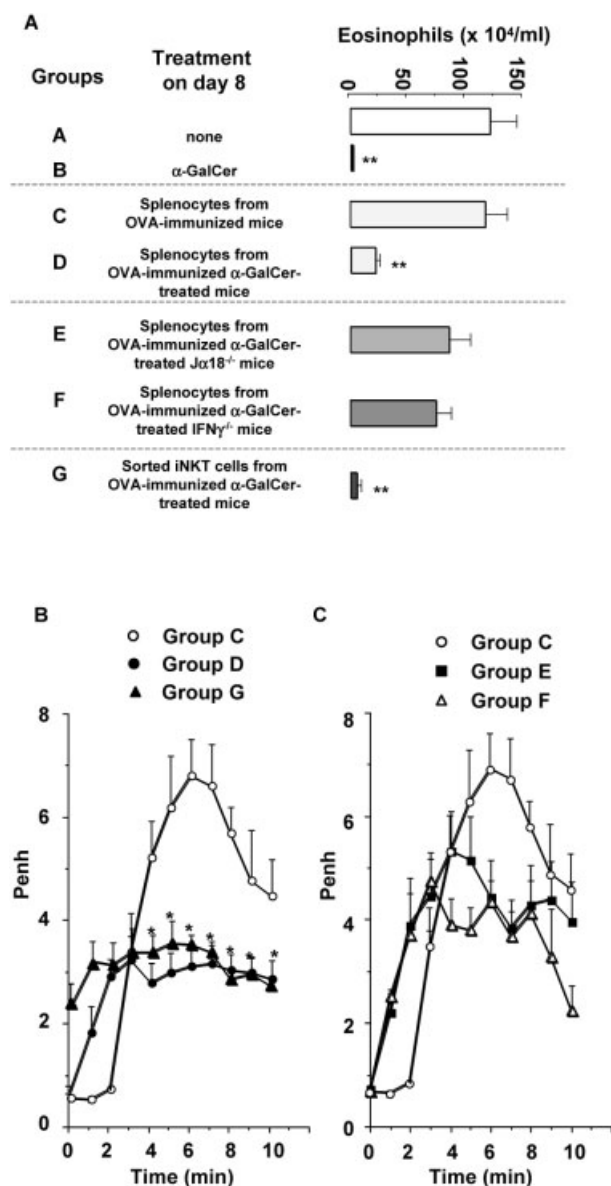 A
Eosinophils (x 10⁴/ml)
Groups
Treatment
on day 8
0
50
100
150
A
none
B
α-GalCer
**
C
Splenocytes from
OVA-immunized mice
D
Splenocytes from
OVA-immunized α-GalCer-
treated mice
**
E
Splenocytes from
OVA-immunized α-GalCer-
treated Jα18⁻/⁻ mice
F
Splenocytes from
OVA-immunized α-GalCer-
treated IFNγ⁻/⁻ mice
G
Sorted iNKT cells from
OVA-immunized α-GalCer-
treated mice
**
B
Group C
Group D
Group G
8
6
4
2
0
Penh
* * * * * * *
0 2 4 6 8 10
Time (min)
C
Group C
Group E
Group F
8
6
4
2
0
Penh
0 2 4 6 8 10
Time (min)